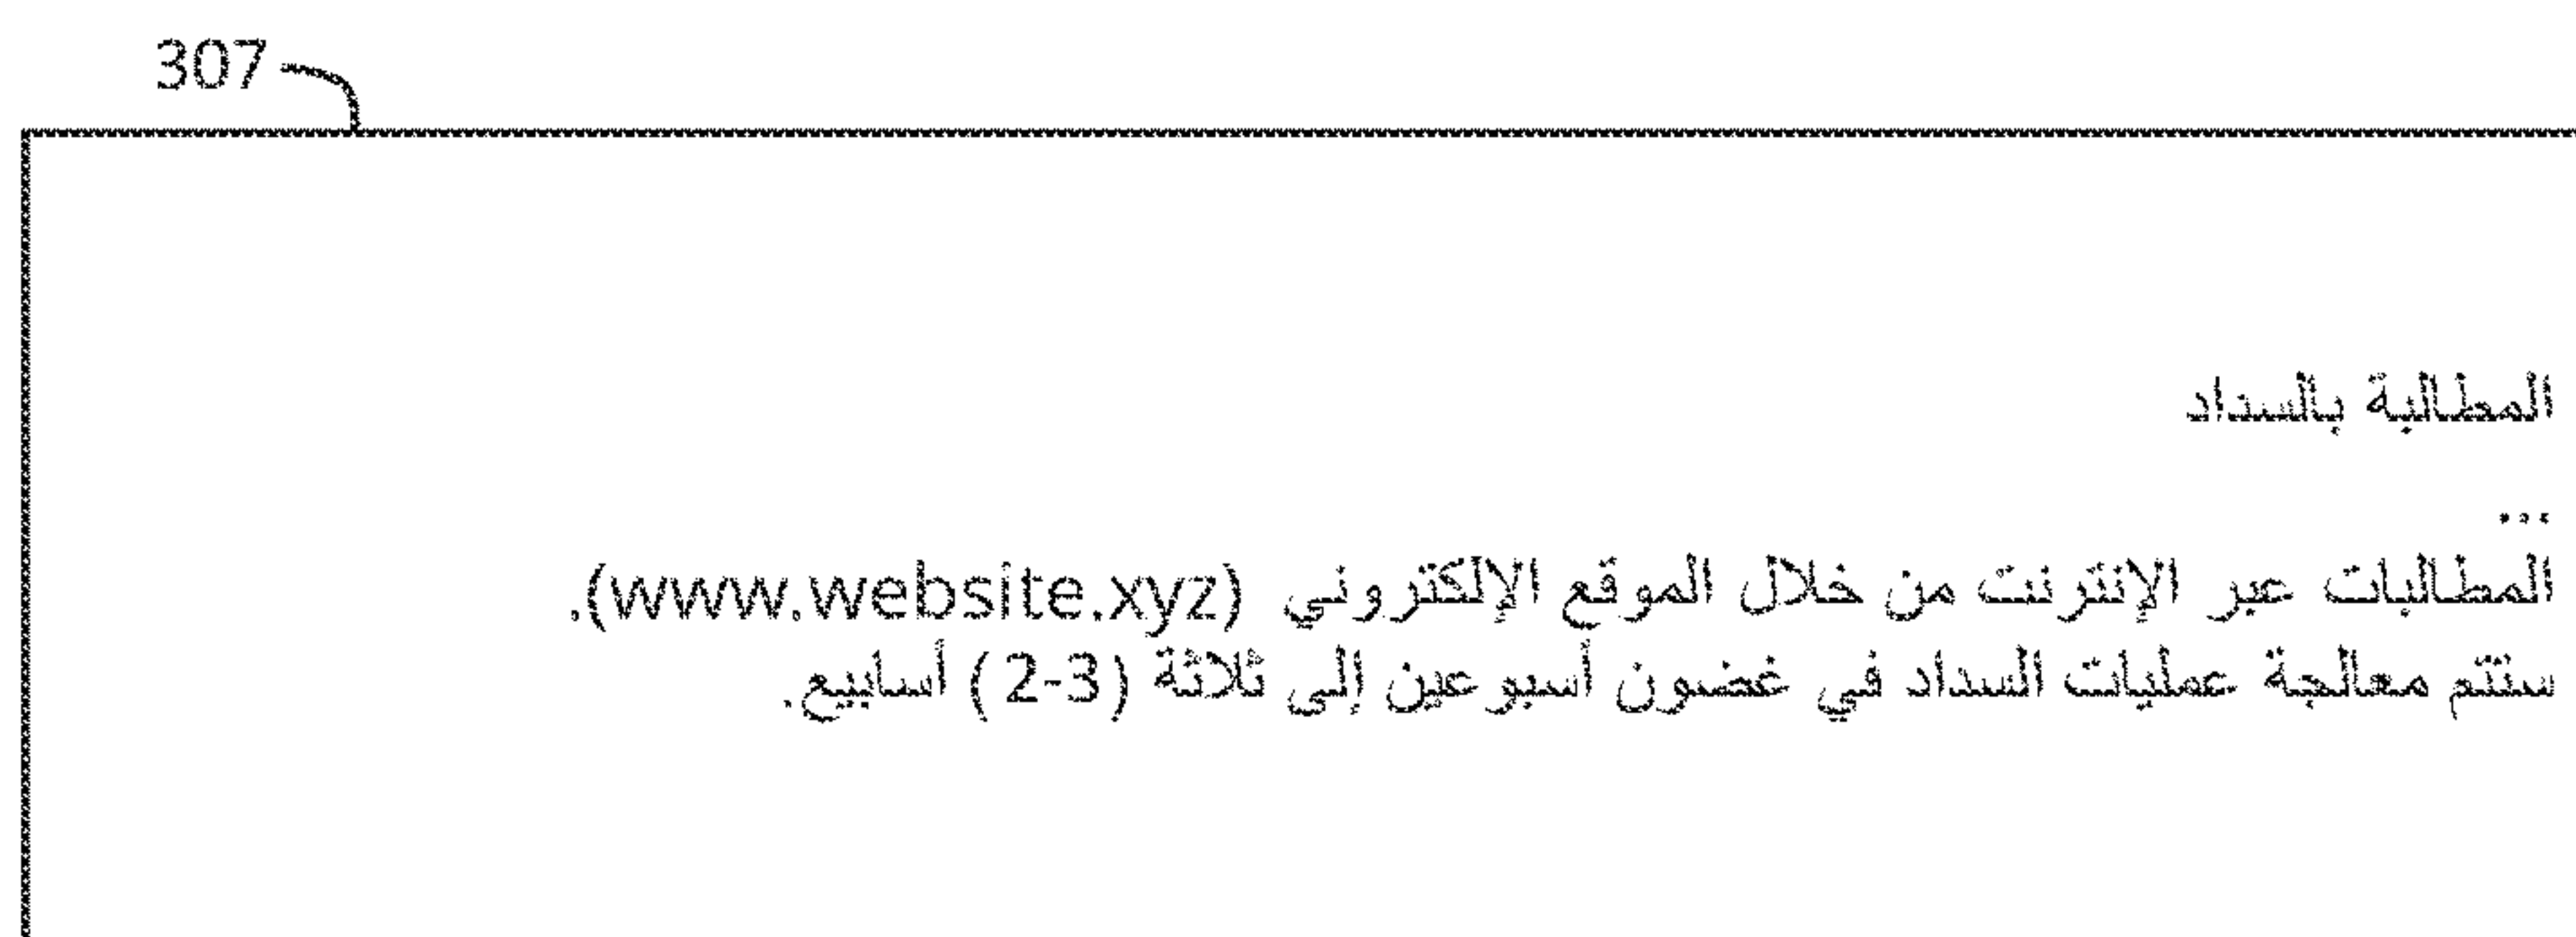 307
المطالبة بالسداد
...
المطالبات عبر الإنترنت من خلال الموقع الإلكتروني (www.website.xyz).
ستتم معالجة عمليات السداد في غضون أسبوعين إلى ثلاثة (2-3) أسابيع.